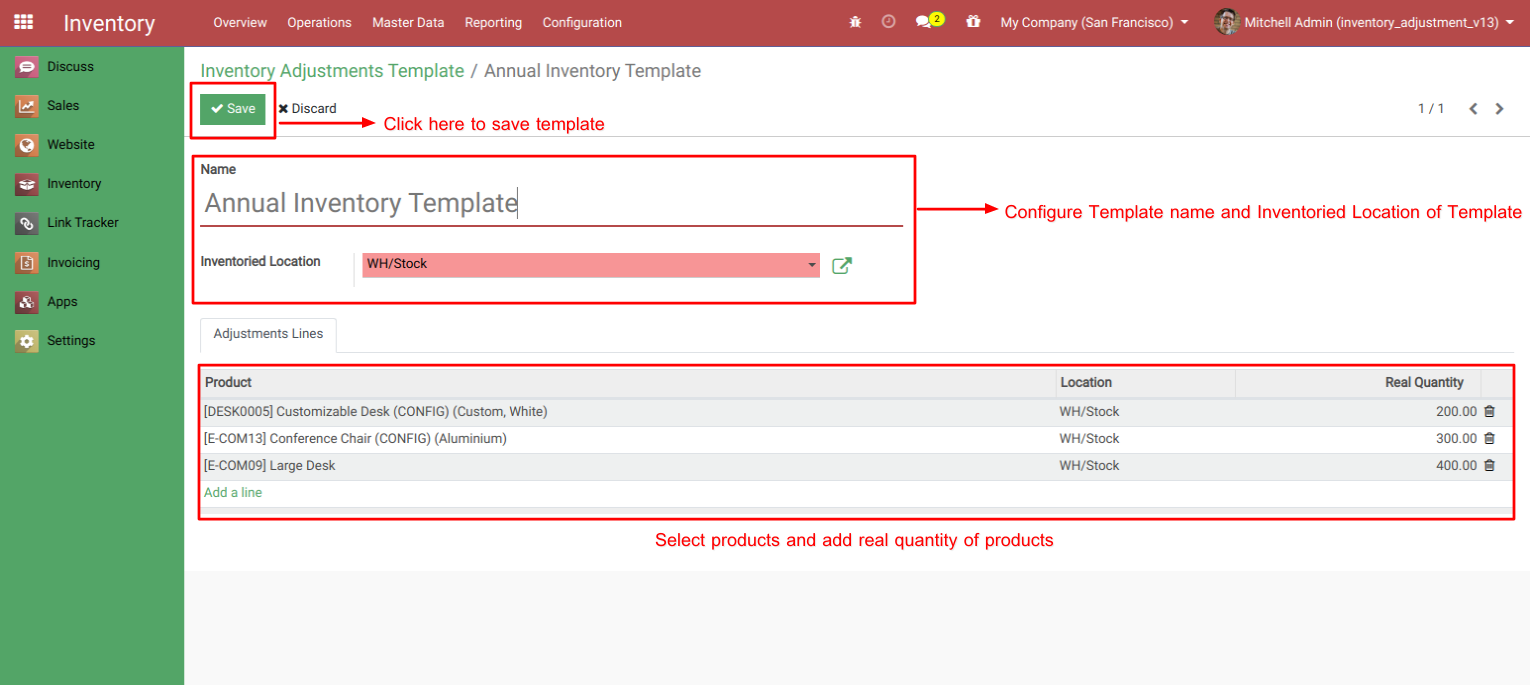 Inventory Overview Operations Master Data Reporting Configuration 2 My Company (San Francisco) Mitchell Admin (inventory_adjustment_v13)
Discuss
Sales
Website
Inventory
Link Tracker
Invoicing
Apps
Settings
Inventory Adjustments Template / Annual Inventory Template
Save Discard 1 / 1
Click here to save template
Name
Annual Inventory Template
Configure Template name and Inventoried Location of Template
Inventoried Location WH/Stock
Adjustments Lines
Product Location Real Quantity
[DESK0005] Customizable Desk (CONFIG) (Custom, White) WH/Stock 200.00
[E-COM13] Conference Chair (CONFIG) (Aluminium) WH/Stock 300.00
[E-COM09] Large Desk WH/Stock 400.00
Add a line
Select products and add real quantity of products